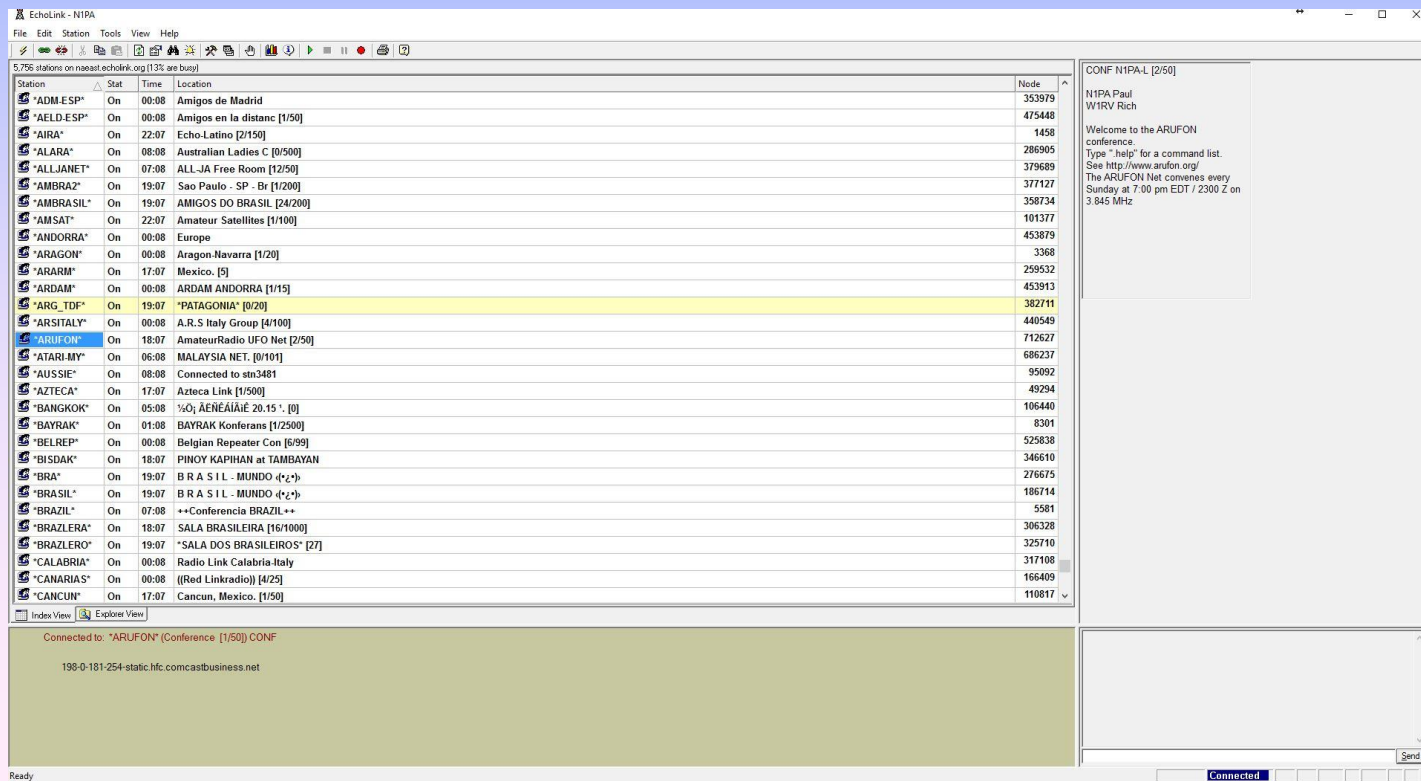 EchoLink - N1PA
File Edit Station Tools View Help
5,756 stations on naeast.echolink.org (13% are busy)
Station Stat Time Location Node
*ADM-ESP* On 00:08 Amigos de Madrid 353979
*AELD-ESP* On 00:08 Amigos en la distanc [1/50] 475448
*AIRA* On 22:07 Echo-Latino [2/150] 1458
*ALARA* On 08:08 Australian Ladies C [0/500] 286905
*ALLJANET* On 07:08 ALL-JA Free Room [12/50] 379689
*AMBRA2* On 19:07 Sao Paulo - SP - Br [1/200] 377127
*AMBRASIL* On 19:07 AMIGOS DO BRASIL [24/200] 358734
*AMSAT* On 22:07 Amateur Satellites [1/100] 101377
*ANDORRA* On 00:08 Europe 453879
*ARAGON* On 00:08 Aragon-Navarra [1/20] 3368
*ARARM* On 17:07 Mexico. [5] 259532
*ARDAM* On 00:08 ARDAM ANDORRA [1/15] 453913
*ARG_TDF* On 19:07 *PATAGONIA* [0/20] 382711
*ARSITALY* On 00:08 A.R.S Italy Group [4/100] 440549
*ARUFON* On 18:07 AmateurRadio UFO Net [2/50] 712627
*ATARI-MY* On 06:08 MALAYSIA NET. [0/101] 686237
*AUSSIE* On 08:08 Connected to stn3481 95092
*AZTECA* On 17:07 Azteca Link [1/500] 49294
*BANGKOK* On 05:08 ½Ö¡ ÃËÑÊÁÍÃìÊ 20.15 ¹. [0] 106440
*BAYRAK* On 01:08 BAYRAK Konferans [1/2500] 8301
*BELREP* On 00:08 Belgian Repeater Con [6/99] 525838
*BISDAK* On 18:07 PINOY KAPIHAN at TAMBAYAN 346610
*BRA* On 19:07 B R A S I L - MUNDO ‹(•¿•)› 276675
*BRASIL* On 19:07 B R A S I L - MUNDO ‹(•¿•)› 186714
*BRAZIL* On 07:08 ++Conferencia BRAZIL++ 5581
*BRAZLERA* On 18:07 SALA BRASILEIRA [16/1000] 306328
*BRAZLERO* On 19:07 *SALA DOS BRASILEIROS* [27] 325710
*CALABRIA* On 00:08 Radio Link Calabria-Italy 317108
*CANARIAS* On 00:08 ((Red Linkradio)) [4/25] 166409
*CANCUN* On 17:07 Cancun, Mexico. [1/50] 110817
Index View Explorer View
CONF N1PA-L [2/50]
N1PA Paul
W1RV Rich
Welcome to the ARUFON
conference.
Type ".help" for a command list.
See http://www.arufon.org/
The ARUFON Net convenes every
Sunday at 7:00 pm EDT / 2300 Z on
3.845 MHz
Connected to: *ARUFON* (Conference [1/50]) CONF
198-0-181-254-static.hfc.comcastbusiness.net
Send
Ready
Connected